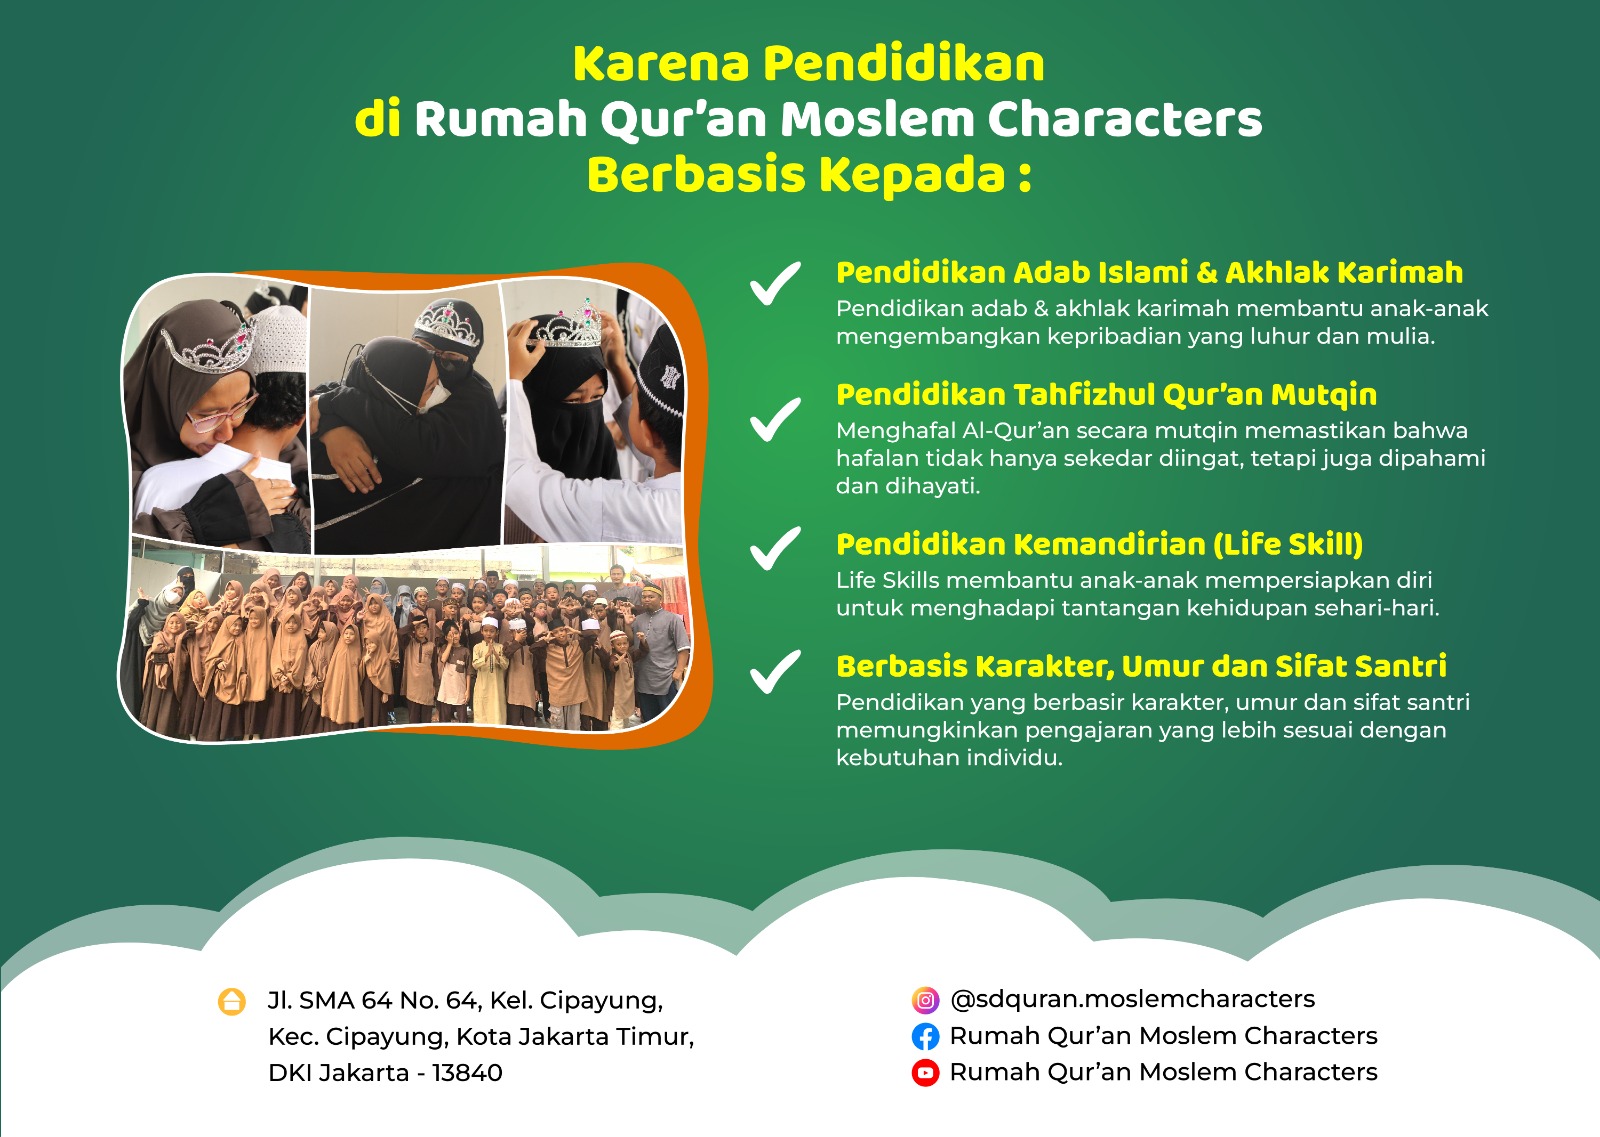 Karena Pendidikan
di Rumah Qur’an Moslem Characters
Berbasis Kepada :
Pendidikan Adab Islami & Akhlak Karimah
Pendidikan adab & akhlak karimah membantu anak-anak
mengembangkan kepribadian yang luhur dan mulia.
Pendidikan Tahfizhul Qur’an Mutqin
Menghafal Al-Qur’an secara mutqin memastikan bahwa
hafalan tidak hanya sekedar diingat, tetapi juga dipahami
dan dihayati.
Pendidikan Kemandirian (Life Skill)
Life Skills membantu anak-anak mempersiapkan diri
untuk menghadapi tantangan kehidupan sehari-hari.
Berbasis Karakter, Umur dan Sifat Santri
Pendidikan yang berbasir karakter, umur dan sifat santri
memungkinkan pengajaran yang lebih sesuai dengan
kebutuhan individu.
Jl. SMA 64 No. 64, Kel. Cipayung,
Kec. Cipayung, Kota Jakarta Timur,
DKI Jakarta - 13840
@sdquran.moslemcharacters
Rumah Qur’an Moslem Characters
Rumah Qur’an Moslem Characters